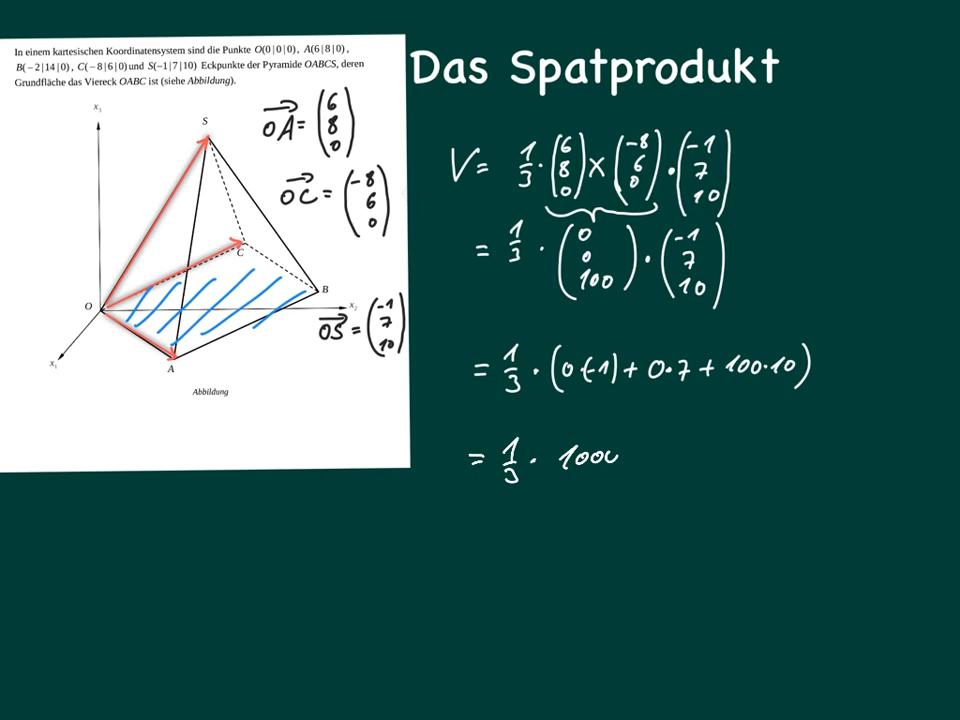 In einem kartesischen Koordinatensystem sind die Punkte O(0|0|0), A(6|8|0),
B(−2|14|0), C(−8|6|0)und S(−1|7|10) Eckpunkte der Pyramide OABCS, deren
Grundfläche das Viereck OABC ist (siehe Abbildung).
x₃
S
C
B
O
x₂
x₁
A
Abbildung
OA = (6 8 0)
OC = (-8 6 0)
OS = (-1 7 10)
Das Spatprodukt
V = 1/3 · (6 8 0) × (-8 6 0) · (-1 7 10)
= 1/3 · (0 0 100) · (-1 7 10)
= 1/3 · (0·(-1) + 0·7 + 100·10)
= 1/3 · 1000